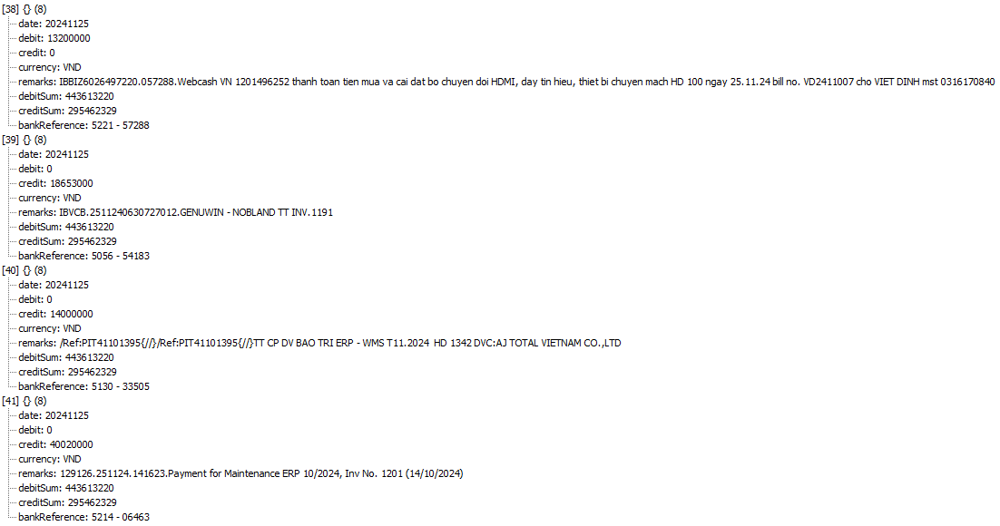 [38] {} (8)
date: 20241125
debit: 13200000
credit: 0
currency: VND
remarks: IBBIZ6026497220.057288.Webcash VN 1201496252 thanh toan tien mua va cai dat bo chuyen doi HDMI, day tin hieu, thiet bi chuyen mach HD 100 ngay 25.11.24 bill no. VD2411007 cho VIET DINH mst 0316170840
debitSum: 443613220
creditSum: 295462329
bankReference: 5221 - 57288
[39] {} (8)
date: 20241125
debit: 0
credit: 18653000
currency: VND
remarks: IBVCB.2511240630727012.GENUWIN - NOBLAND TT INV.1191
debitSum: 443613220
creditSum: 295462329
bankReference: 5056 - 54183
[40] {} (8)
date: 20241125
debit: 0
credit: 14000000
currency: VND
remarks: /Ref:PIT41101395{//}/Ref:PIT41101395{//}TT CP DV BAO TRI ERP - WMS T11.2024  HD 1342 DVC:AJ TOTAL VIETNAM CO.,LTD
debitSum: 443613220
creditSum: 295462329
bankReference: 5130 - 33505
[41] {} (8)
date: 20241125
debit: 0
credit: 40020000
currency: VND
remarks: 129126.251124.141623.Payment for Maintenance ERP 10/2024, Inv No. 1201 (14/10/2024)
debitSum: 443613220
creditSum: 295462329
bankReference: 5214 - 06463